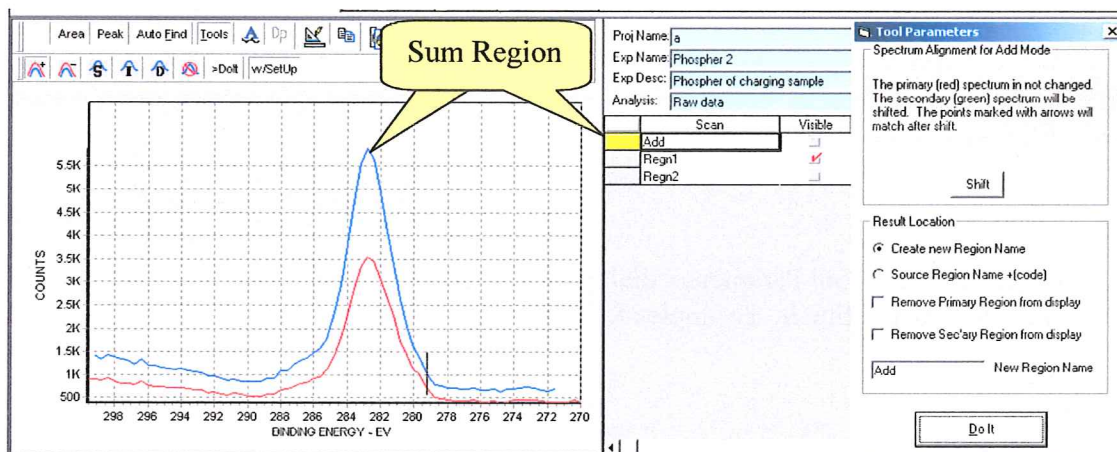 Area Peak Auto Find Tools Dp
S I D >DoIt w/SetUp
Sum Region
5.5K
5K
4.5K
4K
3.5K
3K
2.5K
2K
1.5K
1K
500
COUNTS
298 296 294 292 290 288 286 284 282 280 278 276 274 272 270
BINDING ENERGY - EV
Proj Name: a
Exp Name: Phospher 2
Exp Desc: Phospher of charging sample
Analysis: Raw data
Scan Visible
Add
Regn1
Regn2
Tool Parameters
Spectrum Alignment for Add Mode
The primary (red) spectrum in not changed.
The secondary (green) spectrum will be
shifted. The points marked with arrows will
match after shift.
Shift
Result Location
Create new Region Name
Source Region Name +(code)
Remove Primary Region from display
Remove Sec'ary Region from display
Add New Region Name
Do It